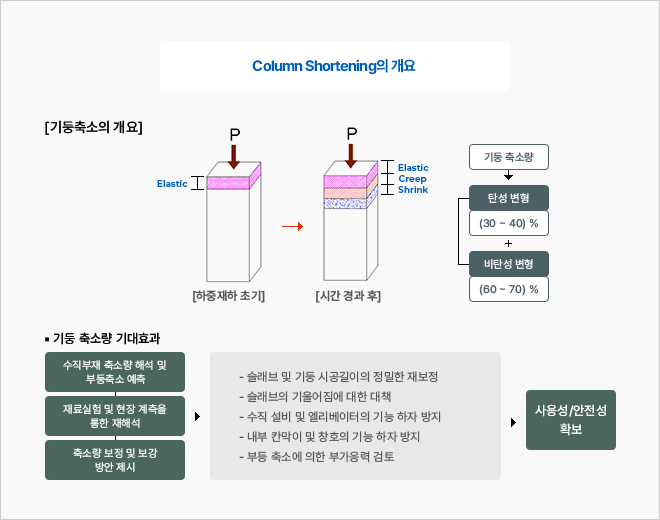 Column Shortening의 개요
[기둥축소의 개요]
P
Elastic
[하중재하 초기]
P
Elastic
Creep
Shrink
[시간 경과 후]
기둥 축소량
탄성 변형
(30 ~ 40) %
+
비탄성 변형
(60 ~ 70) %
▪ 기둥 축소량 기대효과
수직부재 축소량 해석 및
부등축소 예측
재료실험 및 현장 계측을
통한 재해석
축소량 보정 및 보강
방안 제시
- 슬래브 및 기둥 시공길이의 정밀한 재보정
- 슬래브의 기울어짐에 대한 대책
- 수직 설비 및 엘리베이터의 기능 하자 방지
- 내부 칸막이 및 창호의 기능 하자 방지
- 부등 축소에 의한 부가응력 검토
사용성/안전성
확보